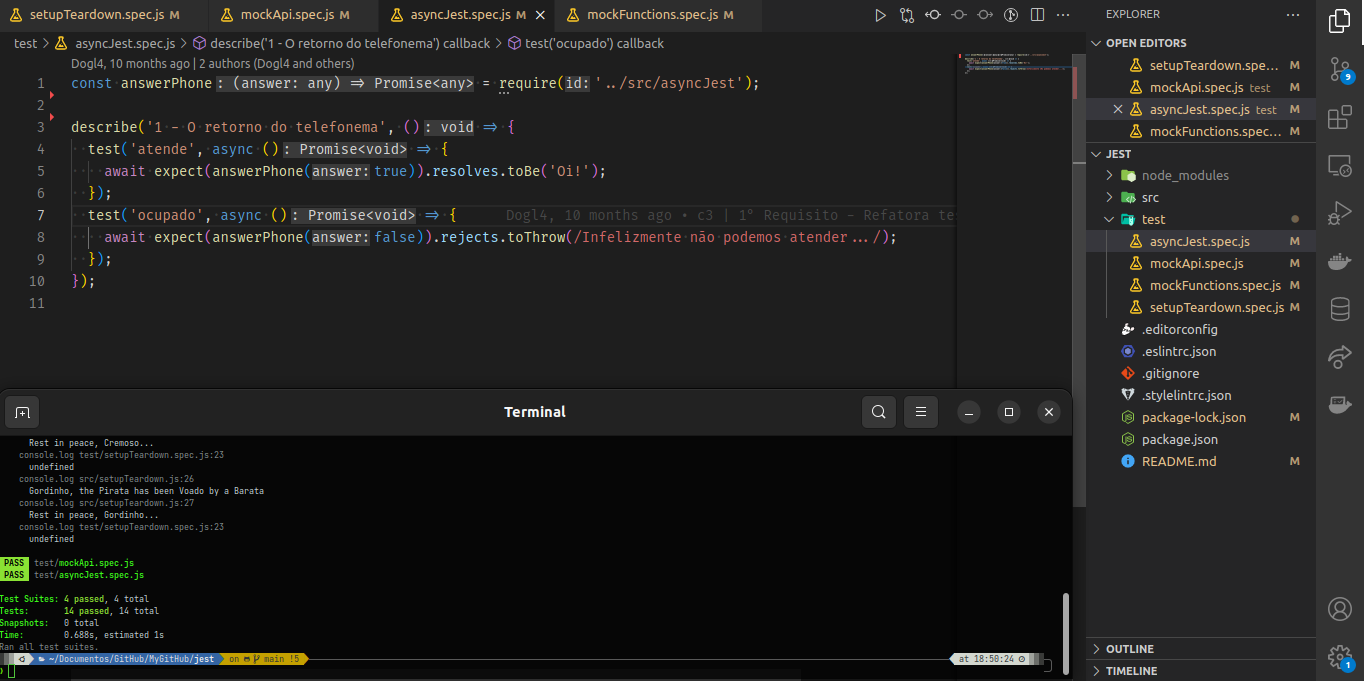 setupTeardown.spec.js M
mockApi.spec.js M
asyncJest.spec.js M
mockFunctions.spec.js M
test > asyncJest.spec.js > describe('1 - O retorno do telefonema') callback > test('ocupado') callback
Dogl4, 10 months ago | 2 authors (Dogl4 and others)
1 const answerPhone: (answer: any) => Promise<any> = require(id: '../src/asyncJest');
2
3 describe('1 - O retorno do telefonema', (): void => {
4 test('atende', async (): Promise<void> => {
5 await expect(answerPhone(answer: true)).resolves.toBe('Oi!');
6 });
7 test('ocupado', async (): Promise<void> => { Dogl4, 10 months ago • c3 | 1º Requisito - Refatora te
8 await expect(answerPhone(answer: false)).rejects.toThrow(/Infelizmente não podemos atender.../);
9 });
10 });
11
Terminal
Rest in peace, Cremoso...
console.log test/setupTeardown.spec.js:23
undefined
console.log src/setupTeardown.js:26
Gordinho, the Pirata has been Voado by a Barata
console.log src/setupTeardown.js:27
Rest in peace, Gordinho...
console.log test/setupTeardown.spec.js:23
undefined
PASS test/mockApi.spec.js
PASS test/asyncJest.spec.js
Test Suites: 4 passed, 4 total
Tests: 14 passed, 14 total
Snapshots: 0 total
Time: 0.688s, estimated 1s
Ran all test suites.
~/Documentos/GitHub/MyGitHub/jest on main !5 at 18:50:24
EXPLORER
OPEN EDITORS
setupTeardown.spe... M
mockApi.spec.js test M
asyncJest.spec.js test M
mockFunctions.spec... M
JEST
node_modules
src
test
asyncJest.spec.js M
mockApi.spec.js M
mockFunctions.spec.js M
setupTeardown.spec.js M
.editorconfig
.eslintrc.json
.gitignore
.stylelintrc.json
package-lock.json M
package.json
README.md M
OUTLINE
TIMELINE
9
1